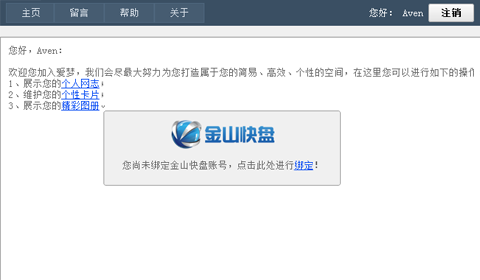 主页 留言 帮助 关于 您好： Aven 注销
您好，Aven:
欢迎您加入爱梦，我们会尽最大努力为您打造属于您的简易、高效、个性的空间，在这里您可以进行如下的操作
1、展示您的个人网志；
2、维护您的个性卡片；
3、展示您的精彩图册。
金山快盘
您尚未绑定金山快盘账号，点击此处进行绑定！